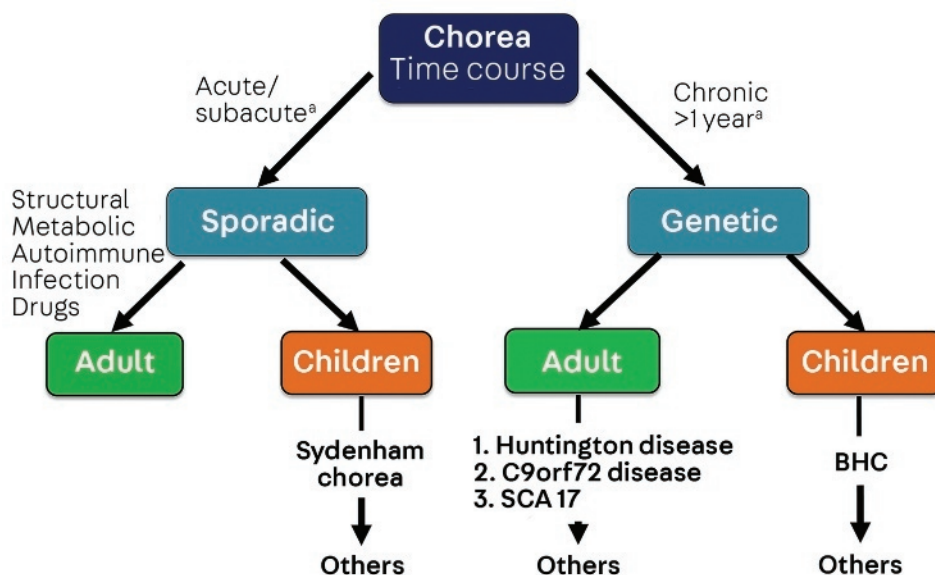 Chorea
Time course
Acute/
subacuteᵃ
Chronic
>1 yearᵃ
Structural
Metabolic
Autoimmune
Infection
Drugs
Sporadic
Genetic
Adult
Children
Adult
Children
Sydenham
chorea
1. Huntington disease
2. C9orf72 disease
3. SCA 17
BHC
Others
Others
Others